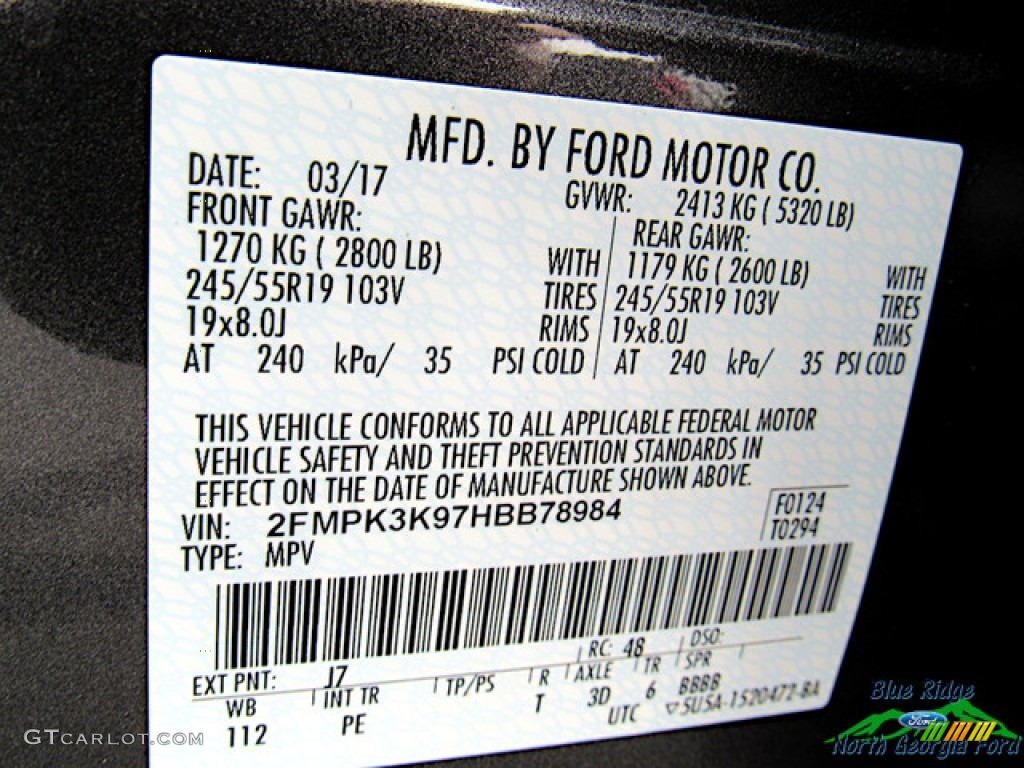 MFD. BY FORD MOTOR CO.
DATE: 03/17 GVWR: 2413 KG ( 5320 LB)
FRONT GAWR: REAR GAWR:
1270 KG ( 2800 LB) WITH 1179 KG ( 2600 LB) WITH
245/55R19 103V TIRES 245/55R19 103V TIRES
19x8.0J RIMS 19x8.0J RIMS
AT 240 kPa/ 35 PSI COLD AT 240 kPa/ 35 PSI COLD
THIS VEHICLE CONFORMS TO ALL APPLICABLE FEDERAL MOTOR
VEHICLE SAFETY AND THEFT PREVENTION STANDARDS IN
EFFECT ON THE DATE OF MANUFACTURE SHOWN ABOVE.
VIN: 2FMPK3K97HBB78984 F0124
TYPE: MPV T0294
EXT PNT: J7 RC: 48 DSO:
WB INT TR TP/PS R AXLE TR SPR
112 PE T 3D 6 BBBB
UTC ▽5U5A-1520472-BA
GTcarlot.com
Blue Ridge
Ford
North Georgia Ford